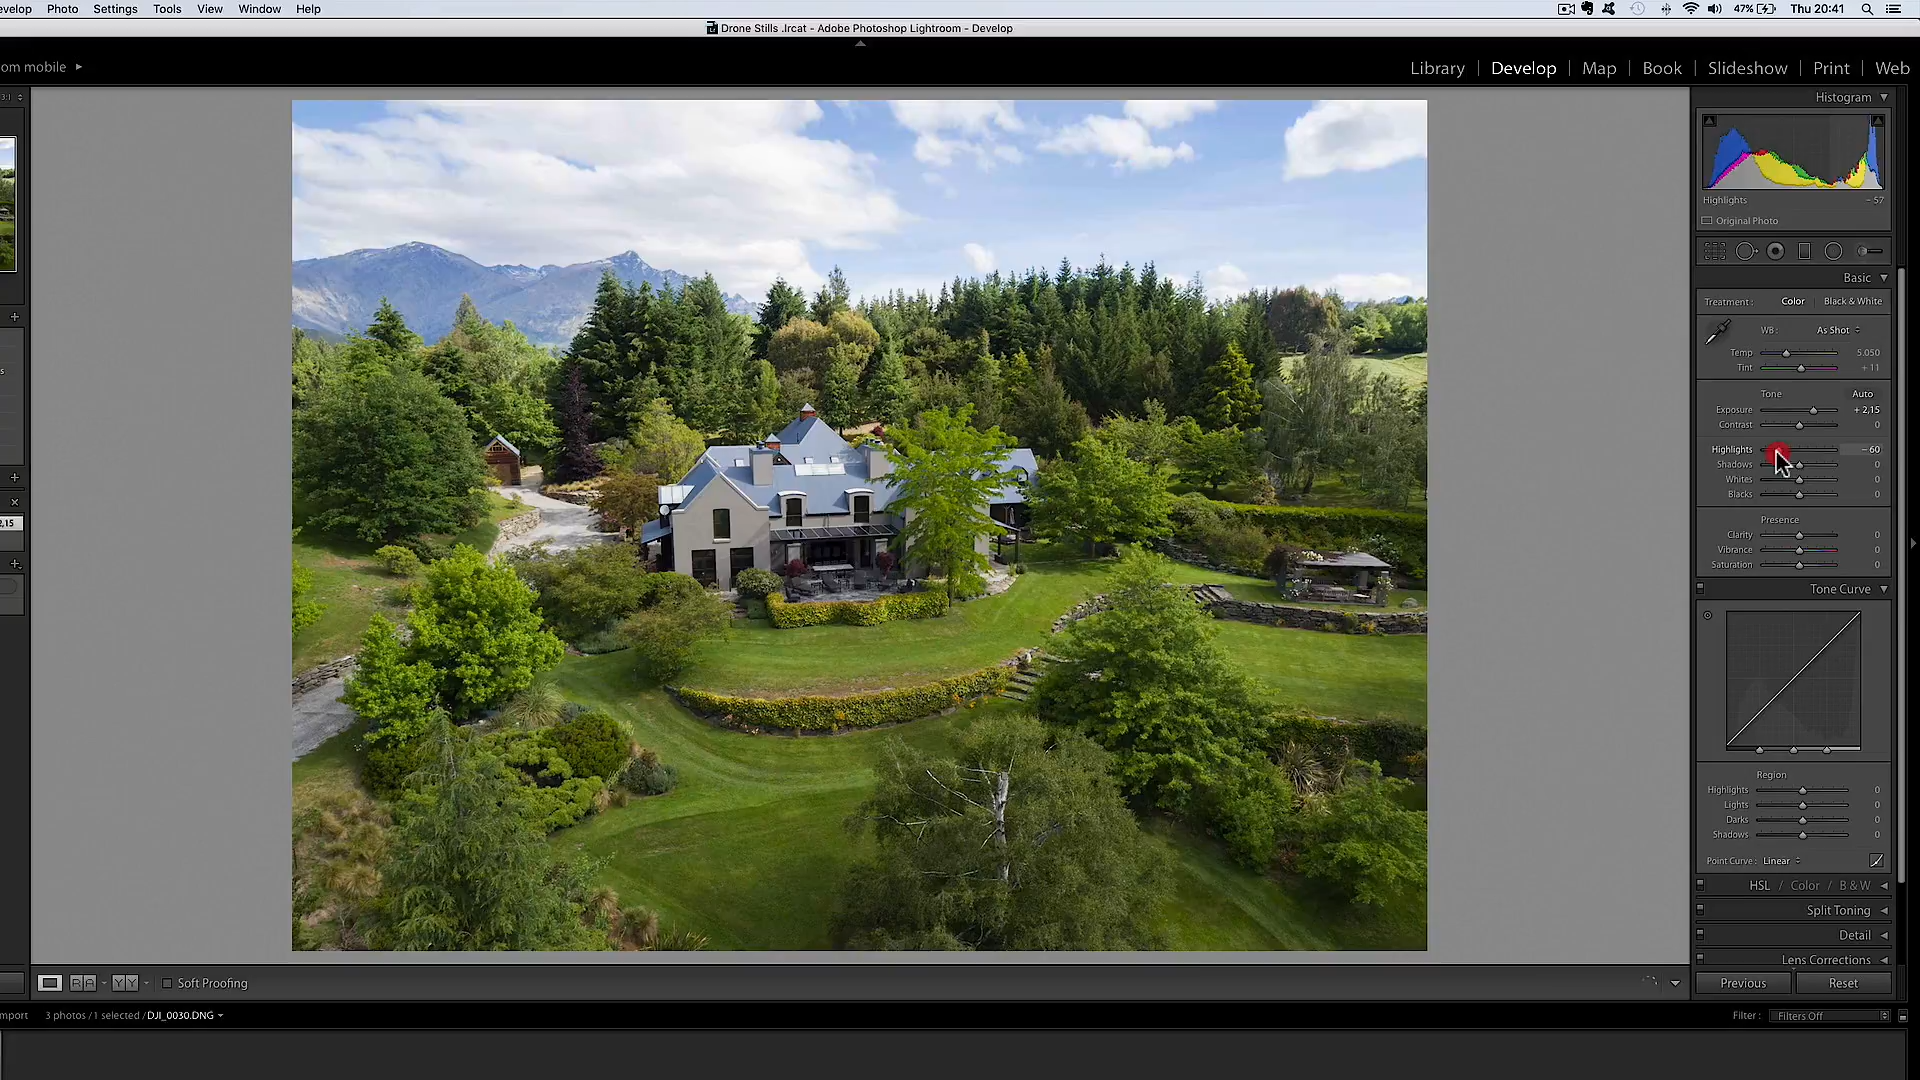 evelop Photo Settings Tools View Window Help 47% Thu 20:41
Drone Stills .lrcat - Adobe Photoshop Lightroom - Develop
om mobile
Library | Develop | Map | Book | Slideshow | Print | Web
3:1
Histogram
Highlights - 57
Original Photo
Basic
Treatment : Color | Black & White
WB : As Shot
Temp 5.050
Tint + 11
Tone Auto
Exposure + 2,15
Contrast 0
Highlights - 60
Shadows 0
Whites 0
Blacks 0
Presence
Clarity 0
Vibrance 0
Saturation 0
s
2,15
Tone Curve
Region
Highlights 0
Lights 0
Darks 0
Shadows 0
Point Curve : Linear
HSL / Color / B & W
Split Toning
Detail
Lens Corrections
Previous Reset
R A Y Y Soft Proofing
mport 3 photos / 1 selected / DJI_0030.DNG
Filter : Filters Off